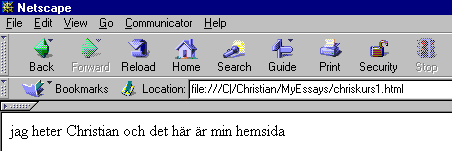 Netscape
File Edit View Go Communicator Help
Back Forward Reload Home Search Guide Print Security Stop
Bookmarks Location: file:///C|/Christian/MyEssays/chriskurs1.html
jag heter Christian och det här är min hemsida